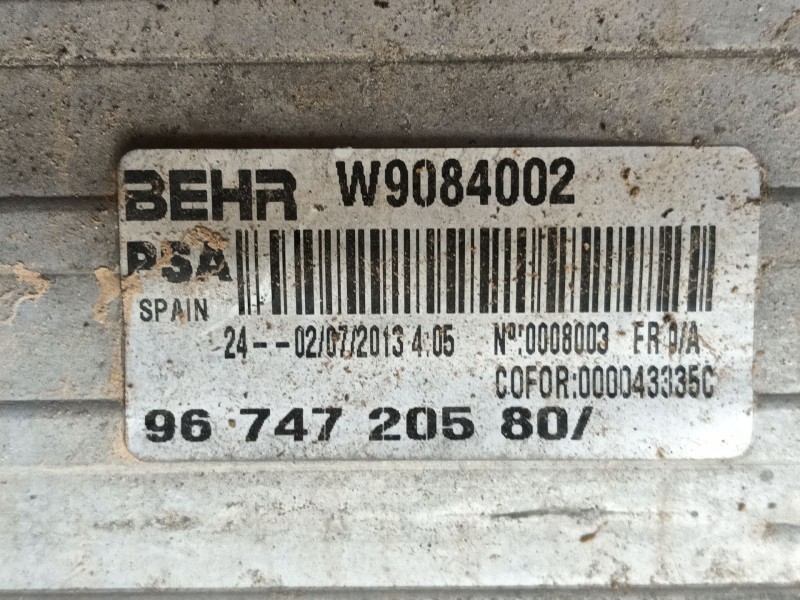 BEHR W9084002
PSA
SPAIN
24--02/07/2013 4:05 Nº:0008003 FR 0/A
COFOR:000043335C
96 747 205 80/